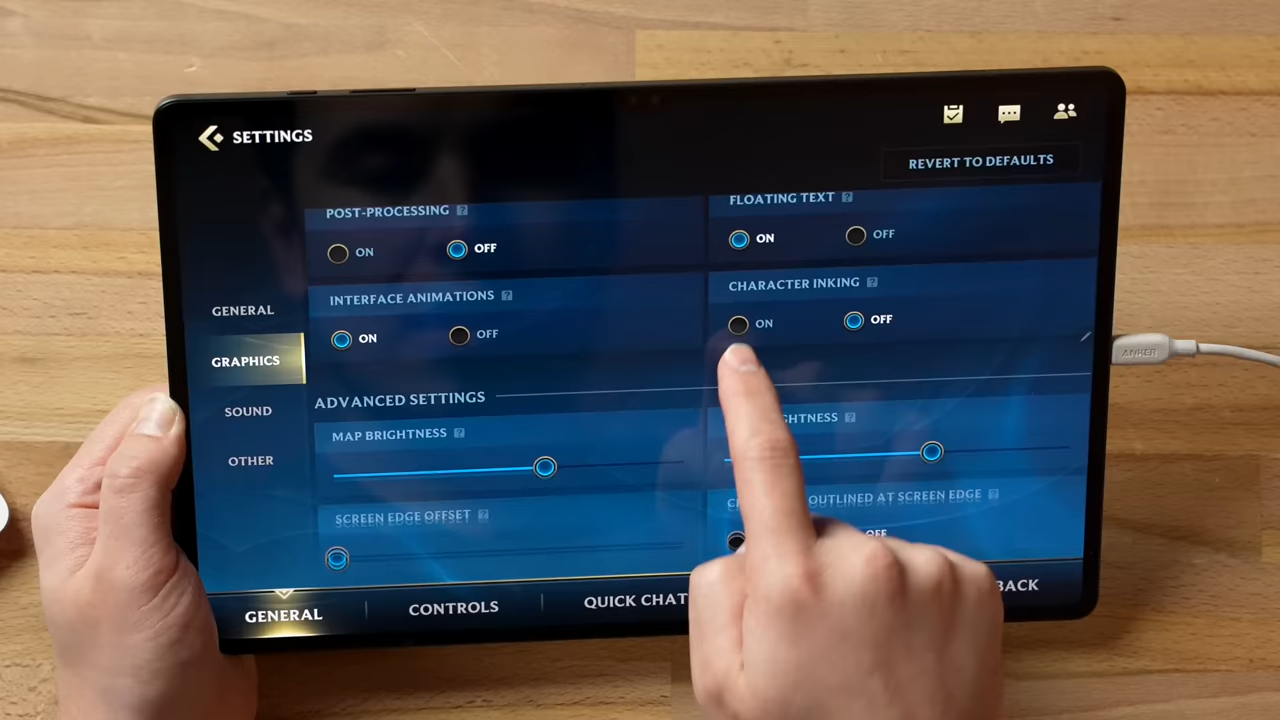 SETTINGS
REVERT TO DEFAULTS
POST-PROCESSING ?
ON OFF
FLOATING TEXT ?
ON OFF
INTERFACE ANIMATIONS ?
ON OFF
CHARACTER INKING ?
ON OFF
GENERAL
GRAPHICS
SOUND
OTHER
ADVANCED SETTINGS
MAP BRIGHTNESS ?
GHTNESS ?
SCREEN EDGE OFFSET ?
OUTLINED AT SCREEN EDGE ?
OFF
GENERAL
CONTROLS
QUICK CHAT
BACK
ANKER